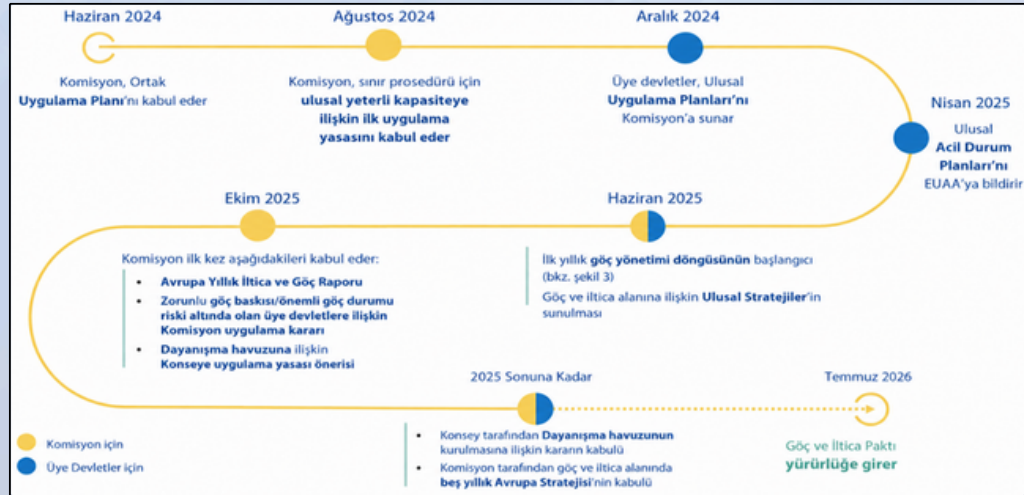 Haziran 2024
Komisyon, Ortak
Uygulama Planı'nı kabul eder
Ağustos 2024
Komisyon, sınır prosedürü için
ulusal yeterli kapasiteye
ilişkin ilk uygulama
yasasını kabul eder
Aralık 2024
Üye devletler, Ulusal
Uygulama Planları'nı
Komisyon'a sunar
Nisan 2025
Ulusal
Acil Durum
Planları'nı
EUAA'ya bildirir
Haziran 2025
İlk yıllık göç yönetimi döngüsünün başlangıcı
(bkz. şekil 3)
Göç ve iltica alanına ilişkin Ulusal Stratejiler'in
sunulması
Ekim 2025
Komisyon ilk kez aşağıdakileri kabul eder:
• Avrupa Yıllık İltica ve Göç Raporu
• Zorunlu göç baskısı/önemli göç durumu
riski altında olan üye devletlere ilişkin
Komisyon uygulama kararı
• Dayanışma havuzuna ilişkin
Konseye uygulama yasası önerisi
2025 Sonuna Kadar
• Konsey tarafından Dayanışma havuzunun
kurulmasına ilişkin kararın kabulü
• Komisyon tarafından göç ve iltica alanında
beş yıllık Avrupa Stratejisi'nin kabulü
Temmuz 2026
Göç ve İltica Paktı
yürürlüğe girer
Komisyon için
Üye Devletler için